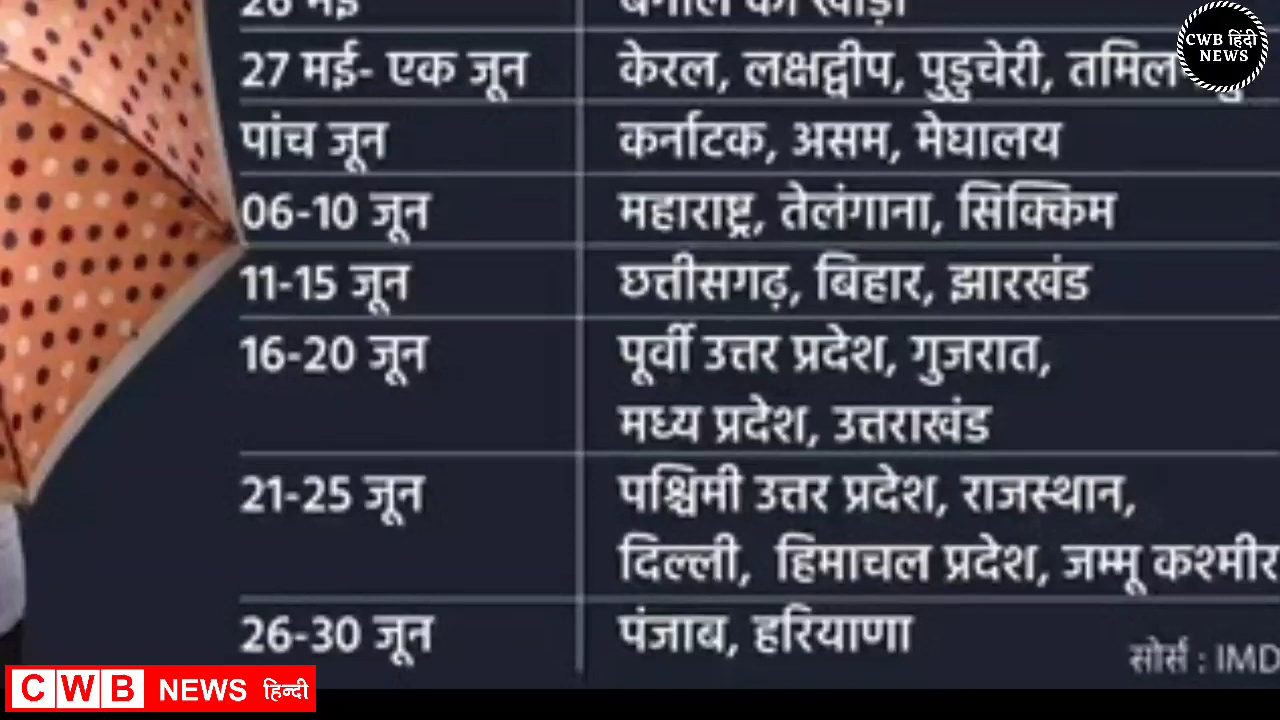 26 मई बंगाल की खाड़ी
CWB हिंदी
NEWS
27 मई- एक जून केरल, लक्षद्वीप, पुडुचेरी,
पांच जून कर्नाटक, असम, मेघालय
06-10 जून महाराष्ट्र, तेलंगाना, सिक्किम
11-15 जून छत्तीसगढ़, बिहार, झारखंड
16-20 जून पूर्वी उत्तर प्रदेश, गुजरात,
मध्य प्रदेश, उत्तराखंड
21-25 जून पश्चिमी उत्तर प्रदेश, राजस्थान,
दिल्ली, हिमाचल प्रदेश, जम्मू कश्मीर
26-30 जून पंजाब, हरियाणा
सोर्स : IMD
CWB NEWS हिन्दी